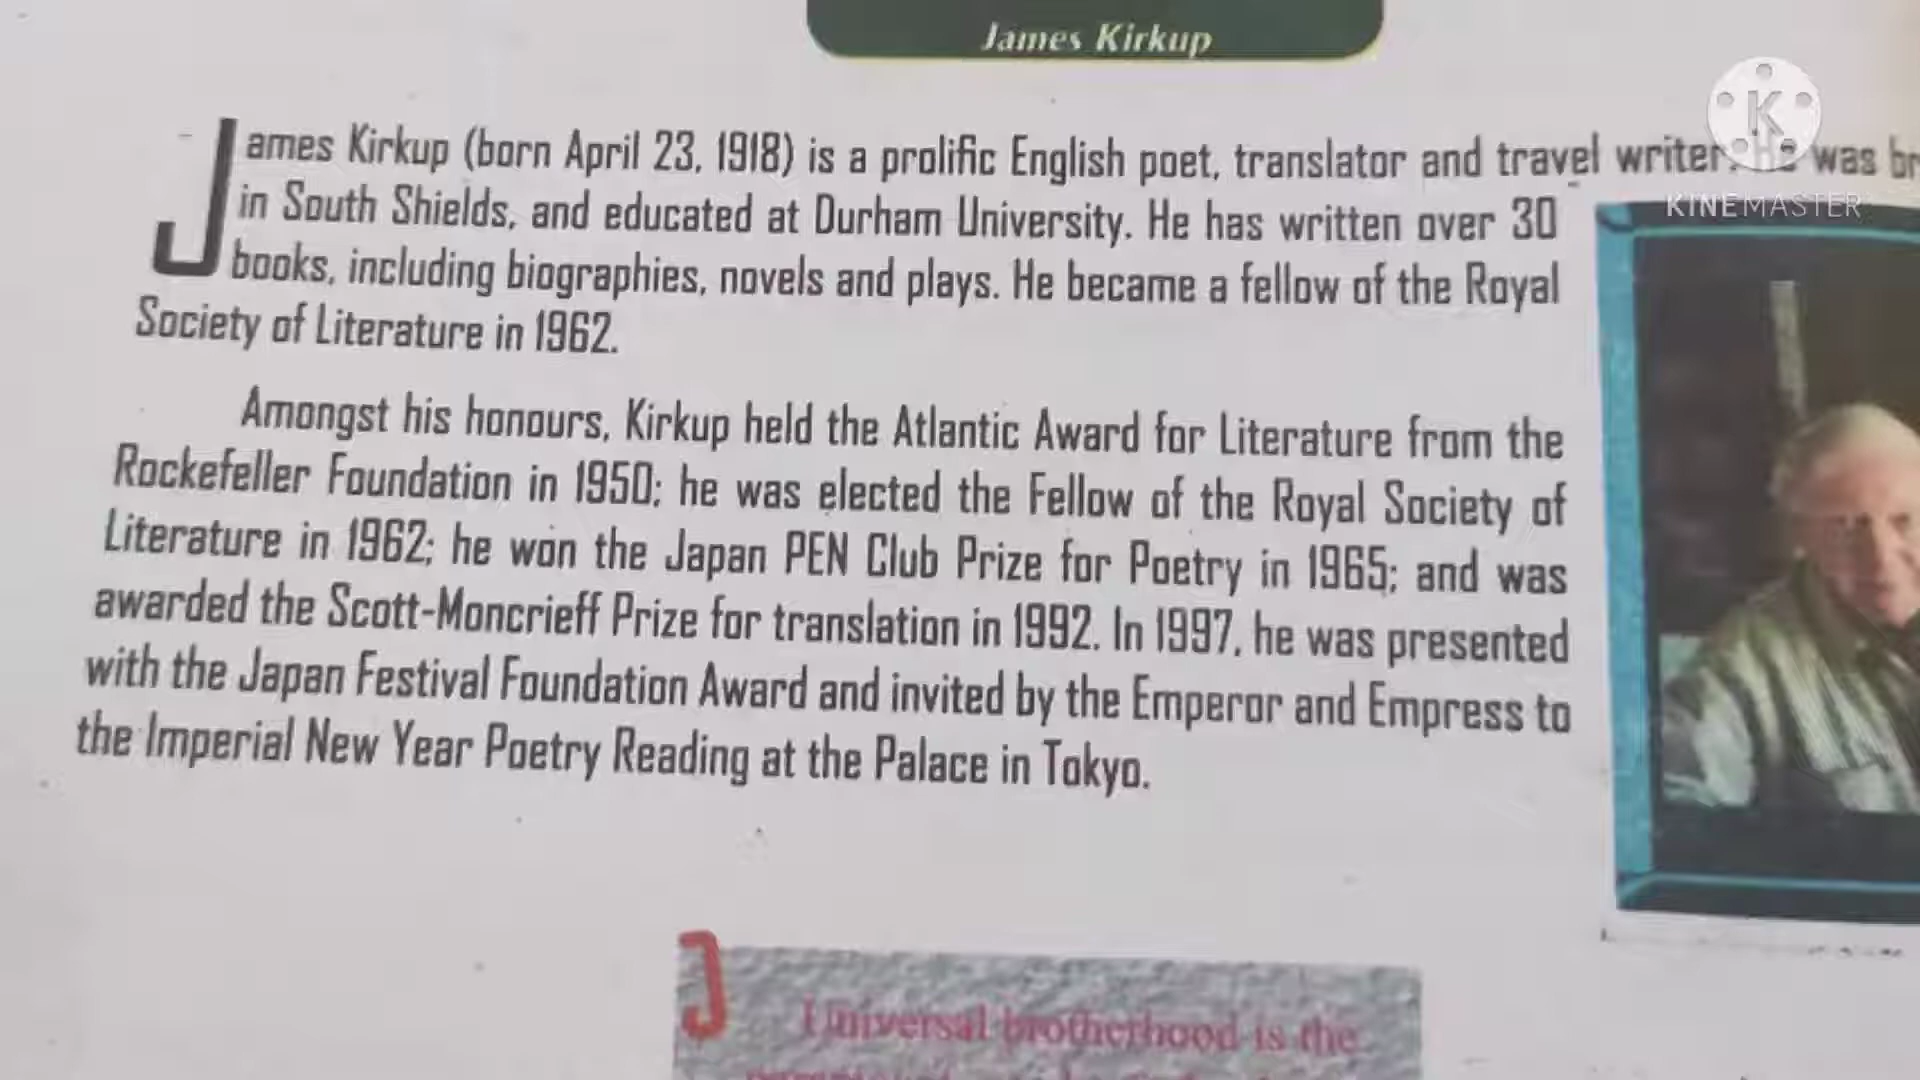 James Kirkup
James Kirkup (born April 23, 1918) is a prolific English poet, translator and travel writer. He was br
in South Shields, and educated at Durham University. He has written over 30
books, including biographies, novels and plays. He became a fellow of the Royal
Society of Literature in 1962.
Amongst his honours, Kirkup held the Atlantic Award for Literature from the
Rockefeller Foundation in 1950; he was elected the Fellow of the Royal Society of
Literature in 1962; he won the Japan PEN Club Prize for Poetry in 1965; and was
awarded the Scott-Moncrieff Prize for translation in 1992. In 1997, he was presented
with the Japan Festival Foundation Award and invited by the Emperor and Empress to
the Imperial New Year Poetry Reading at the Palace in Tokyo.
Universal brotherhood is the
K
KINEMASTER